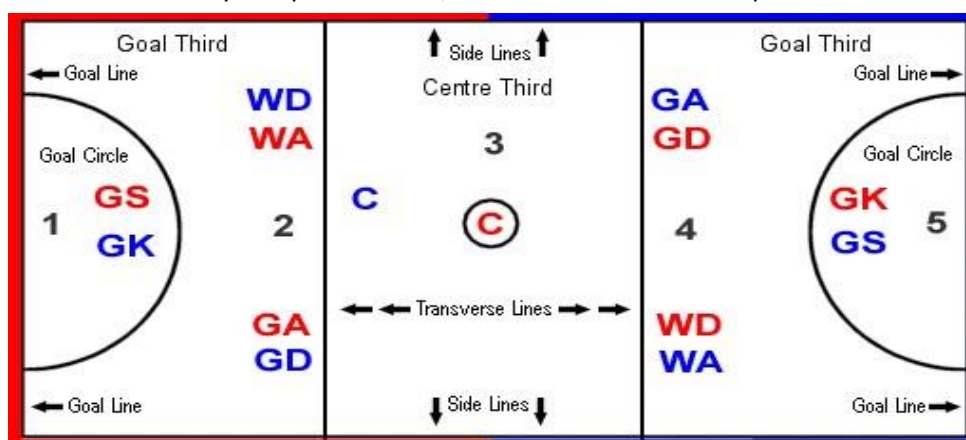 Goal Third
Side Lines
Goal Third
Goal Line
Goal Line
Centre Third
WD
GA
WA
GD
3
Goal Circle
Goal Circle
GS
C
GK
1
2
C
4
5
GK
GS
Transverse Lines
GA
WD
GD
WA
Goal Line
Side Lines
Goal Line